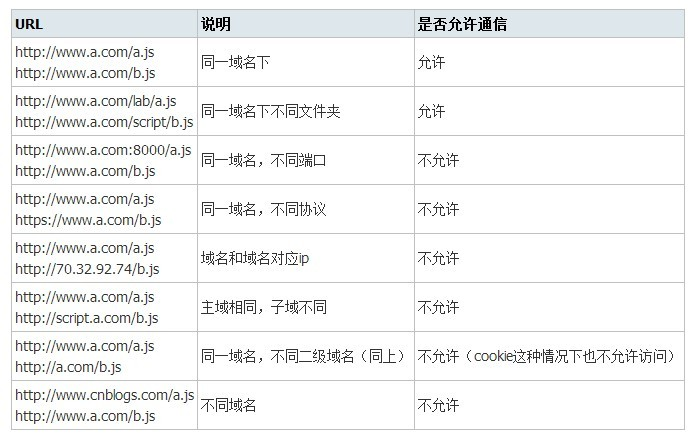 URL 说明 是否允许通信
http://www.a.com/a.js
http://www.a.com/b.js
同一域名下 允许
http://www.a.com/lab/a.js
http://www.a.com/script/b.js
同一域名下不同文件夹 允许
http://www.a.com:8000/a.js
http://www.a.com/b.js
同一域名，不同端口 不允许
http://www.a.com/a.js
https://www.a.com/b.js
同一域名，不同协议 不允许
http://www.a.com/a.js
http://70.32.92.74/b.js
域名和域名对应ip 不允许
http://www.a.com/a.js
http://script.a.com/b.js
主域相同，子域不同 不允许
http://www.a.com/a.js
http://a.com/b.js
同一域名，不同二级域名（同上） 不允许（cookie这种情况下也不允许访问）
http://www.cnblogs.com/a.js
http://www.a.com/b.js
不同域名 不允许